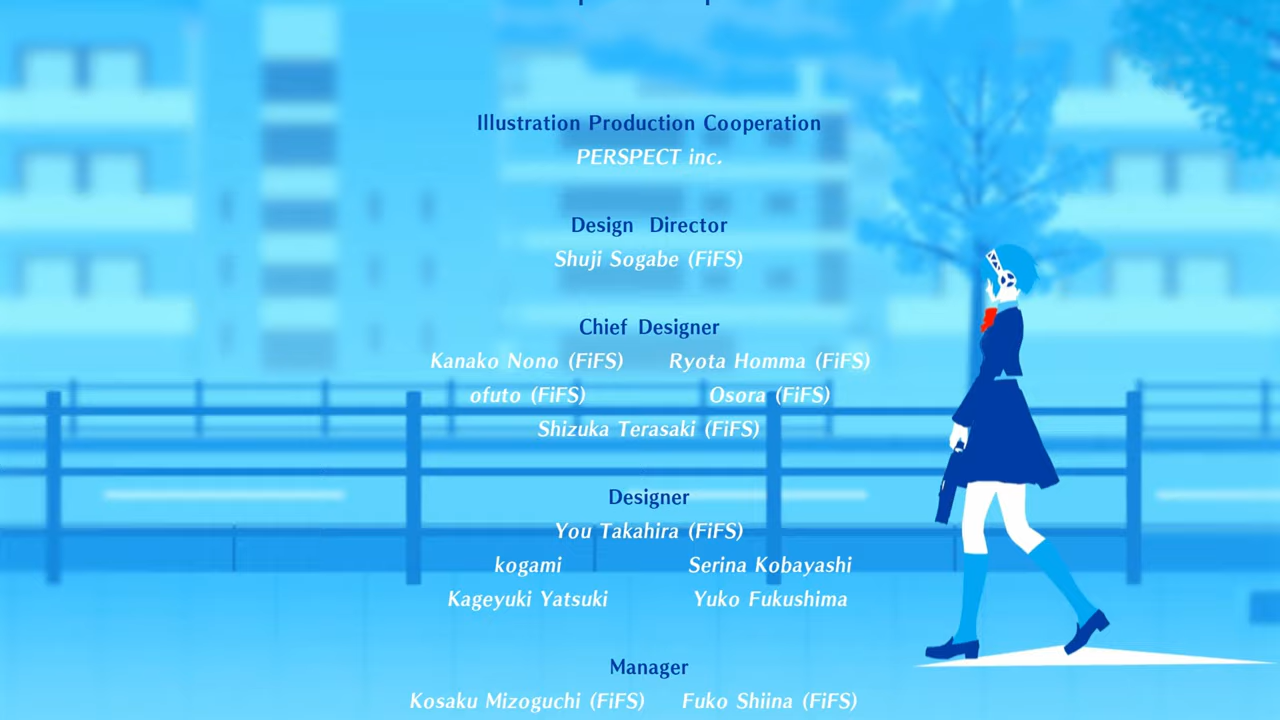 Illustration Production Cooperation
PERSPECT inc.
Design Director
Shuji Sogabe (FiFS)
Chief Designer
Kanako Nono (FiFS) Ryota Homma (FiFS)
ofuto (FiFS) Osora (FiFS)
Shizuka Terasaki (FiFS)
Designer
You Takahira (FiFS)
kogami Serina Kobayashi
Kageyuki Yatsuki Yuko Fukushima
Manager
Kosaku Mizoguchi (FiFS) Fuko Shiina (FiFS)